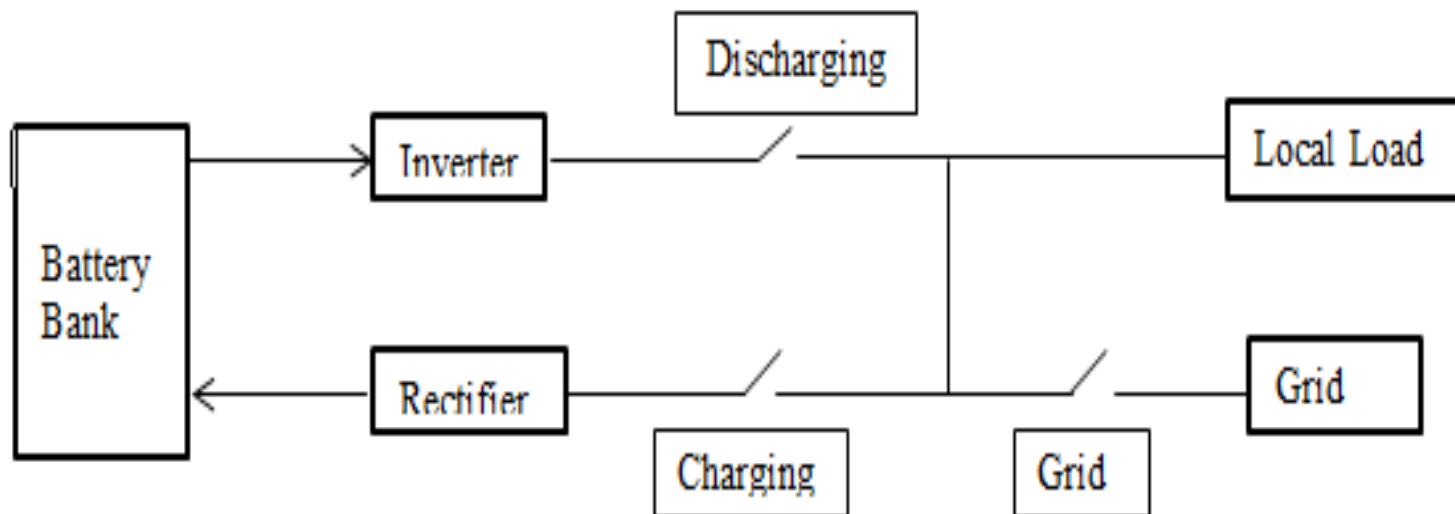 Discharging
Inverter
Local Load
Battery
Bank
Rectifier
Grid
Charging
Grid